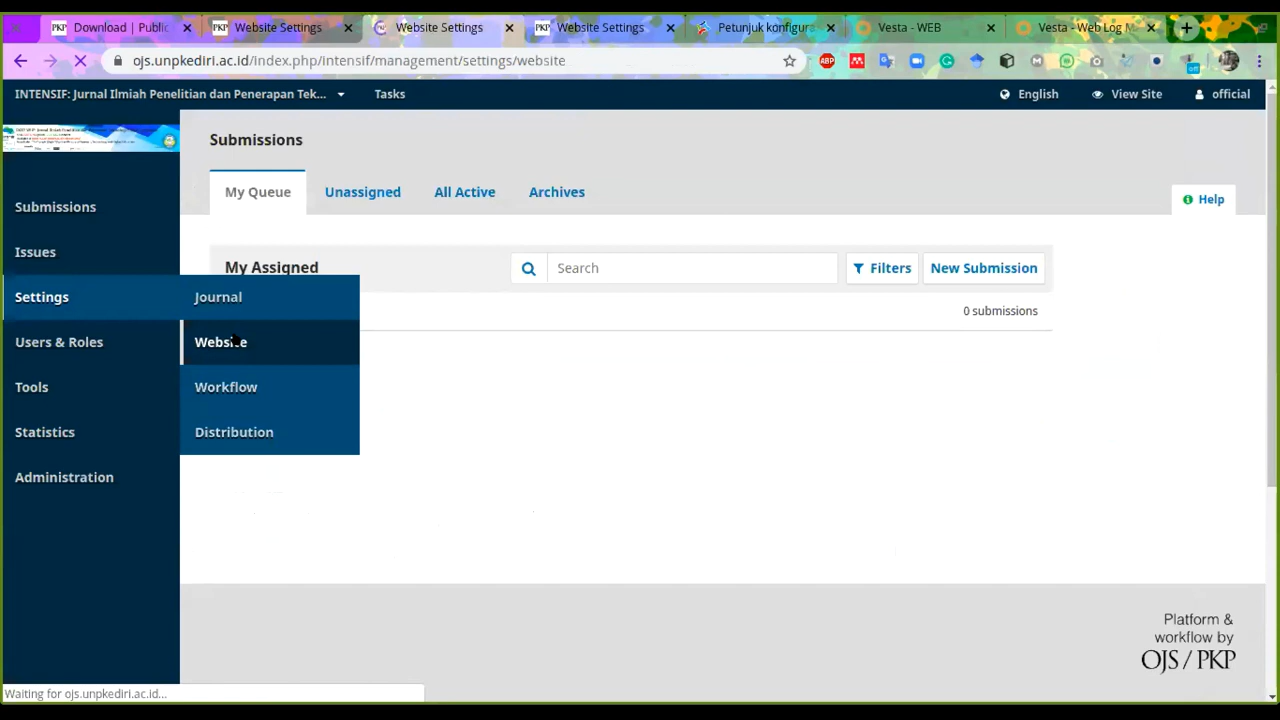 Download | Public
Website Settings
Website Settings
Website Settings
Petunjuk konfigura
Vesta - WEB
Vesta - Web Log M
ojs.unpkediri.ac.id/index.php/intensif/management/settings/website
ABP
off
INTENSIF: Jurnal Ilmiah Penelitian dan Penerapan Tek...
Tasks
English
View Site
official
Submissions
My Queue
Unassigned
All Active
Archives
Help
Submissions
Issues
Settings
Users & Roles
Tools
Statistics
Administration
Journal
Website
Workflow
Distribution
My Assigned
Search
Filters
New Submission
0 submissions
Platform &
workflow by
OJS / PKP
Waiting for ojs.unpkediri.ac.id...